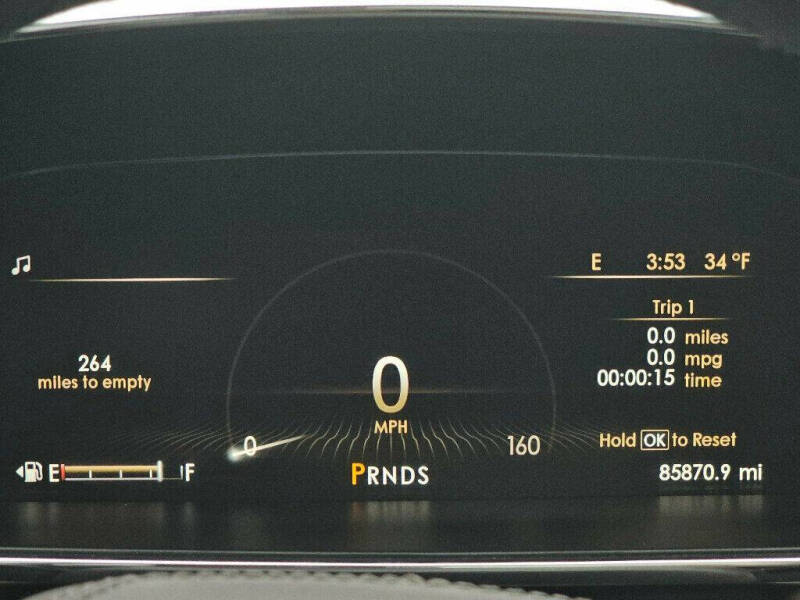 E 3:53 34 °F
Trip 1
0.0 miles
0.0 mpg
00:00:15 time
Hold OK to Reset
264
miles to empty
0
MPH
0 160
E F
PRNDS
85870.9 mi